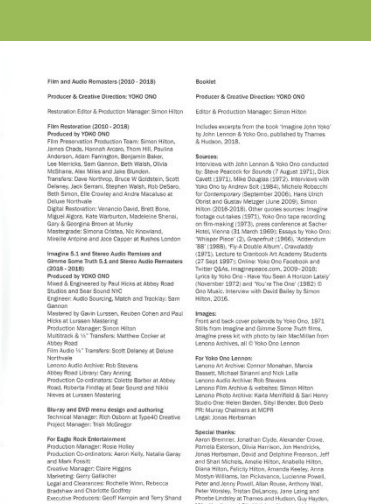 Film and Audio Remasters (2010 - 2018)
Producer & Creative Direction: YOKO ONO
Restoration Editor & Production Manager: Simon Hilton
Film Restoration (2010 - 2018)
Produced by YOKO ONO
Film Preservation Production Team: Simon Hilton,
James Chads, Hannah Arcaro, Thom Hill, Paulina
Anderson, Adam Farrington, Benjamin Baker,
Lee Merricks, Sam Gannon, Beth Walsh, Olivia
McShane, Alex Miles and Jake Blunden.
Transfers: Dave Northrop, Bruce W Goldstein, Scott
Delaney, Jack Serrani, Stephen Walsh, Rob DeSaro,
Beth Simon, Elle Crowley and Andre Macaluso at
Deluxe Northvale
Digital Restoration: Venancio David, Brett Bons,
Miguel Algora, Kate Warburton, Madeleine Shenai,
Gary & Georgina Brown at Munky
Mastergrade: Simona Cristea, Nic Knowland,
Mireille Antoine and Joce Capper at Rushes London
Imagine 5.1 and Stereo Audio Remixes and
Gimme Some Truth 5.1 and Stereo Audio Remasters
(2016 - 2018)
Produced by YOKO ONO
Mixed & Engineered by Paul Hicks at Abbey Road
Studios and Sear Sound NYC
Engineer: Audio Sourcing, Match and Tracklay: Sam
Gannon
Mastered by Gavin Lurssen, Reuben Cohen and Paul
Hicks at Lurssen Mastering
Production Manager: Simon Hilton
Multitrack & ¼" Transfers: Matthew Cocker at
Abbey Road
Film Audio ¼" Transfers: Scott Delaney at Deluxe
Northvale
Lenono Audio Archive: Rob Stevens
Abbey Road Library: Cary Anning
Production Co-ordinators: Colette Barber at Abbey
Road, Roberta Findlay at Sear Sound and Nikki
Nieves at Lurssen Mastering
Blu-ray and DVD menu design and authoring
Technical Manager: Roh Osborn at Type40 Creative
Project Manager: Trish McGregor
For Eagle Rock Entertainment
Production Manager: Rosie Holley
Production Co-ordinators: Aaron Kelly, Natalie Garay
and Mark Povolti
Creative Manager: Claire Higgins
Marketing: Gerry Gallacher
Legal and Clearances: Rochelle Winn, Rebecca
Bradshaw and Charlotte Godfray
Executive Producers: Geoff Kempin and Terry Shand
Booklet
Producer & Creative Direction: YOKO ONO
Editor & Production Manager: Simon Hilton
Includes excerpts from the book 'Imagine John Yoko'
by John Lennon & Yoko Ono, published by Thames
& Hudson, 2018.
Sources:
Interviews with John Lennon & Yoko Ono conducted
by: Steve Peacock for Sounds (7 August 1971), Dick
Cavett (1971), Mike Douglas (1972). Interviews with
Yoko Ono by Andrew Solt (1984), Michele Robecchi
for Contemporary (September 2006), Hans Ulrich
Obrist and Gustav Metzger (June 2009), Simon
Hilton (2016-2018). Other quotes sources: Imagine
footage out-takes (1971), Yoko Ono tape recording
on film-making (1973), press conference at Sacher
Hotel, Vienna (31 March 1969); Essays by Yoko Ono:
'Whisper Piece' (2), Grapefruit (1966), 'Addendum
'88' (1988), 'Fly A Double Album', Crawdaddy
(1971), Lecture to Cranbook Art Academy Students
(27 Sept 1997); Online: Yoko Ono Facebook and
Twitter Q&As, imaginepeace.com, 2009-2018;
Lyrics by Yoko Ono - Have You Seen A Horizon Lately'
(November 1972) and 'You're The One' (1982) ©
Ono Music. Interview with David Bailey by Simon
Hilton, 2016.
Images:
Front and back cover polaroids by Yoko Ono, 1971
Stills from Imagine and Gimme Some Truth films,
Imagine press kit with photo by Iain MacMillan from
Lenono Archives, all © Yoko Ono Lennon
For Yoko Ono Lennon:
Lenono Art Archive: Connor Monahan, Marcia
Bassett, Michael Sirianni and Nick Lalla
Lenono Audio Archive: Rob Stevens
Lenono Film Archive & websites: Simon Hilton
Lenono Photo Archive: Karla Merrifield & Sari Henry
Studio One: Helen Barden, Sibyl Bender, Bob Deeb
PR: Murray Chalmers at MCPR
Legal: Jonas Herbsman
Special thanks:
Aaron Bremner, Jonathan Clyde, Alexander Crowe,
Pamela Esterson, Olivia Harrison, Jon Hendricks,
Jonas Herbsman, David and Delphine Preerson, Jeff
and Shari Michels, Amelie Hilton, Anabelle Hilton,
Diana Hilton, Felicity Hilton, Amanda Keeley, Anne
Mostyn Williams, Ian Pickavance, Lucienne Powell,
Peter and Jerry Powell, Allan Rouse, Anthony Wall,
Peter Worsley, Tristan DeLancey, Jane Laing and
Phoebe Lindsley at Thames and Hudson, Guy Hayden,